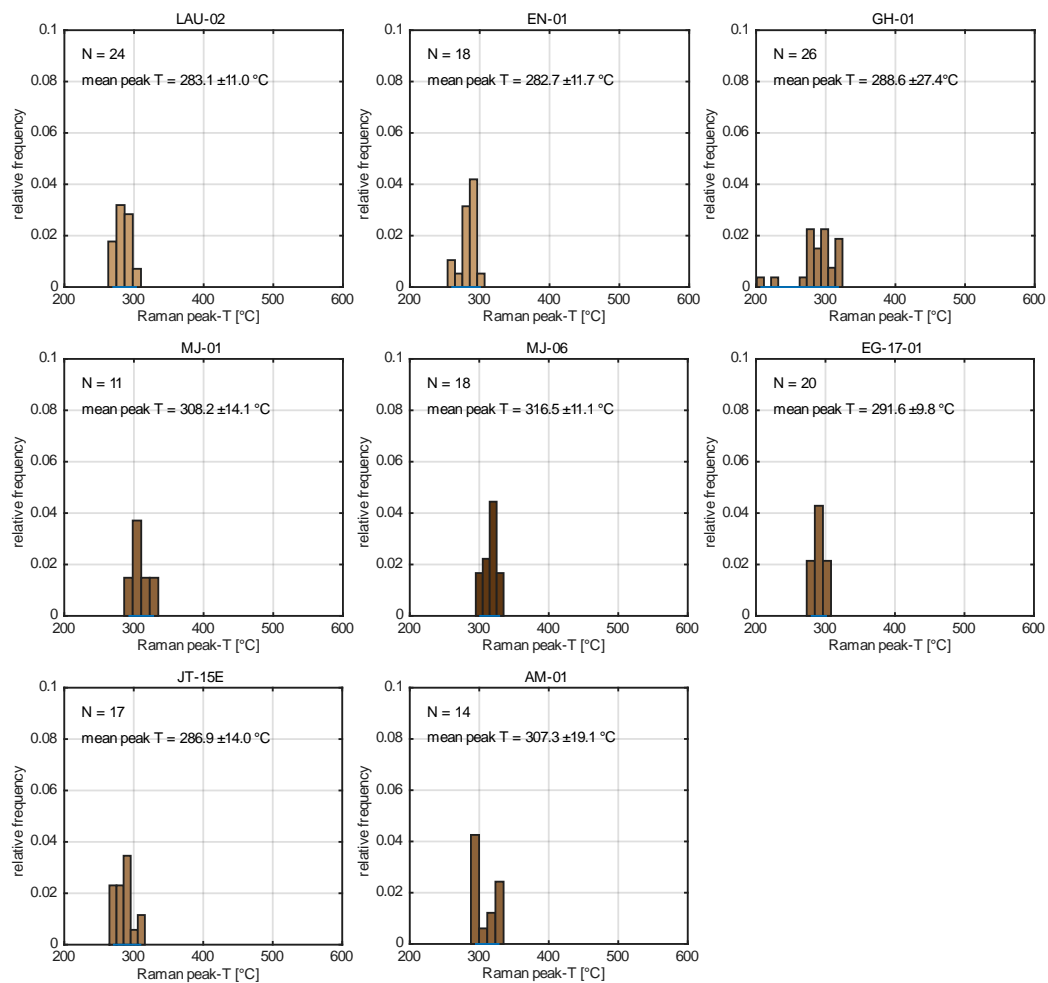 LAU-02
0.1
0.08
0.06
0.04
0.02
0
relative frequency
N = 24
mean peak T = 283.1 ±11.0 °C
200 300 400 500 600
Raman peak-T [°C]
EN-01
0.1
0.08
0.06
0.04
0.02
0
relative frequency
N = 18
mean peak T = 282.7 ±11.7 °C
200 300 400 500 600
Raman peak-T [°C]
GH-01
0.1
0.08
0.06
0.04
0.02
0
relative frequency
N = 26
mean peak T = 288.6 ±27.4°C
200 300 400 500 600
Raman peak-T [°C]
MJ-01
0.1
0.08
0.06
0.04
0.02
0
relative frequency
N = 11
mean peak T = 308.2 ±14.1 °C
200 300 400 500 600
Raman peak-T [°C]
MJ-06
0.1
0.08
0.06
0.04
0.02
0
relative frequency
N = 18
mean peak T = 316.5 ±11.1 °C
200 300 400 500 600
Raman peak-T [°C]
EG-17-01
0.1
0.08
0.06
0.04
0.02
0
relative frequency
N = 20
mean peak T = 291.6 ±9.8 °C
200 300 400 500 600
Raman peak-T [°C]
JT-15E
0.1
0.08
0.06
0.04
0.02
0
relative frequency
N = 17
mean peak T = 286.9 ±14.0 °C
200 300 400 500 600
Raman peak-T [°C]
AM-01
0.1
0.08
0.06
0.04
0.02
0
relative frequency
N = 14
mean peak T = 307.3 ±19.1 °C
200 300 400 500 600
Raman peak-T [°C]